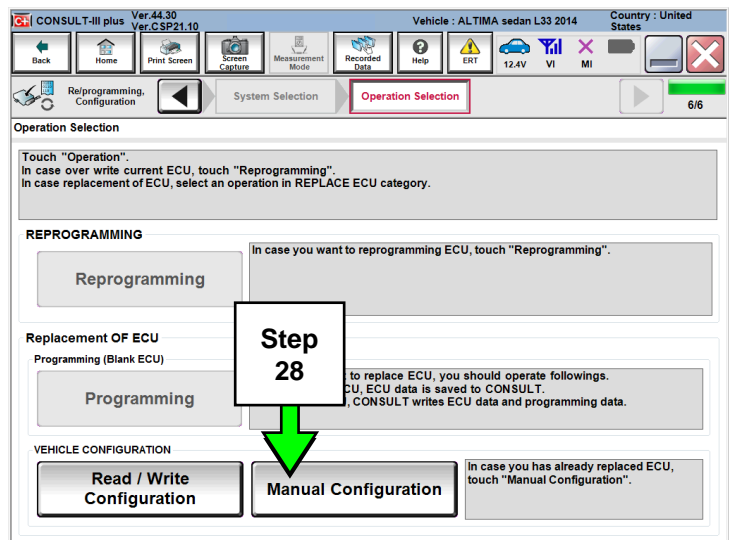 CONSULT-III plus Ver.44.30
Ver.CSP21.10
Vehicle : ALTIMA sedan L33 2014
Country : United
States
Back
Home
Print Screen
Screen
Capture
Measurement
Mode
Recorded
Data
Help
ERT
12.4V
VI
MI
Re/programming,
Configuration
System Selection
Operation Selection
6/6
Operation Selection
Touch "Operation".
In case over write current ECU, touch "Reprogramming".
In case replacement of ECU, select an operation in REPLACE ECU category.
REPROGRAMMING
Reprogramming
In case you want to reprogramming ECU, touch "Reprogramming".
Replacement OF ECU
Programming (Blank ECU)
Programming
Step
28
to replace ECU, you should operate followings.
CU, ECU data is saved to CONSULT.
, CONSULT writes ECU data and programming data.
VEHICLE CONFIGURATION
Read / Write
Configuration
Manual Configuration
In case you has already replaced ECU,
touch "Manual Configuration".